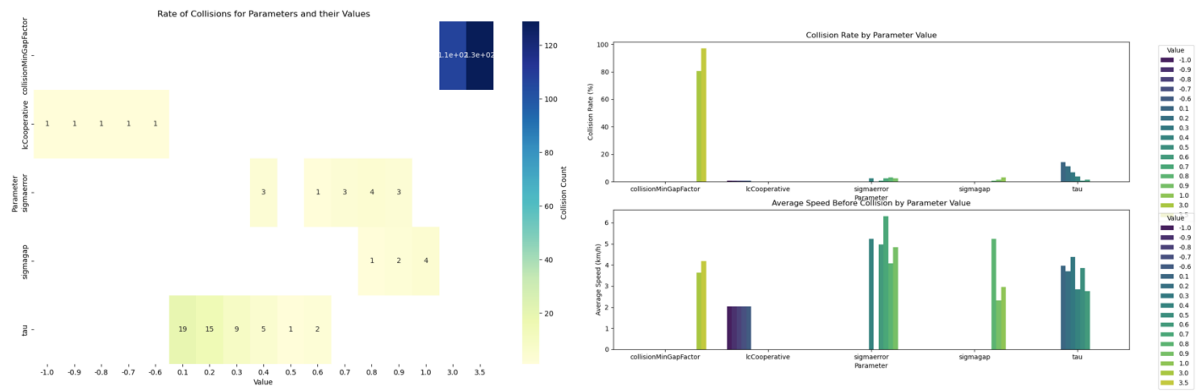 Rate of Collisions for Parameters and their Values
collisionMinGapFactor
lcCooperative
sigmaerror
sigmagap
tau
Parameter
1.1e+02 1.3e+02
1 1 1 1 1
3 1 3 4 3
1 2 4
19 15 9 5 1 2
-1.0 -0.9 -0.8 -0.7 -0.6 0.1 0.2 0.3 0.4 0.5 0.6 0.7 0.8 0.9 1.0 3.0 3.5
Value
120
100
80
60
40
20
Collision Count
Collision Rate by Parameter Value
100
80
60
40
20
0
Collision Rate (%)
collisionMinGapFactor lcCooperative sigmaerror sigmagap tau
Parameter
Average Speed Before Collision by Parameter Value
6
5
4
3
2
1
0
Average Speed (km/h)
collisionMinGapFactor lcCooperative sigmaerror sigmagap tau
Parameter
Value
-1.0
-0.9
-0.8
-0.7
-0.6
0.1
0.2
0.3
0.4
0.5
0.6
0.7
0.8
0.9
1.0
3.0
Value
-1.0
-0.9
-0.8
-0.7
-0.6
0.1
0.2
0.3
0.4
0.5
0.6
0.7
0.8
0.9
1.0
3.0
3.5